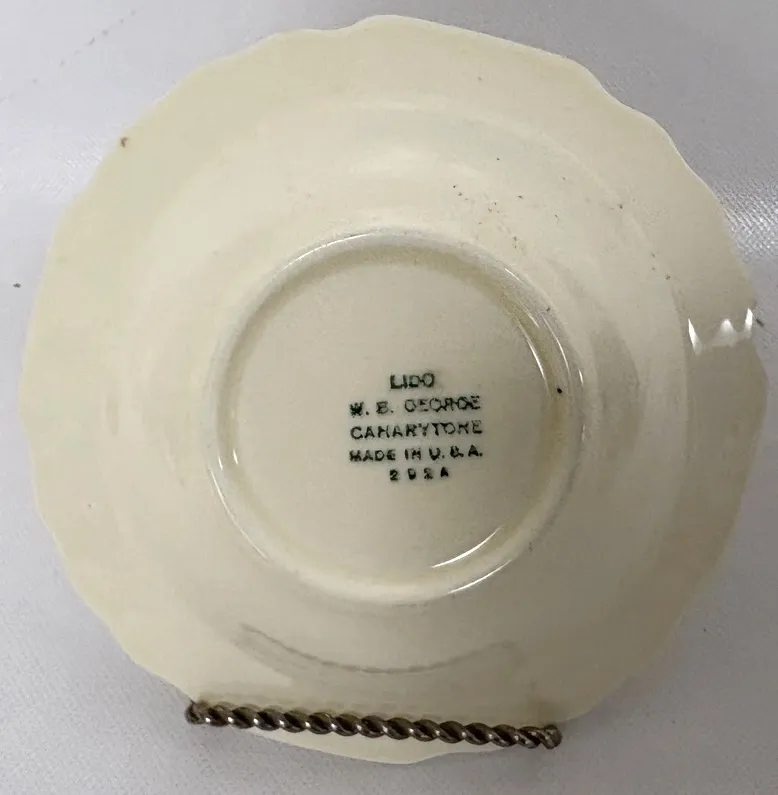 LIDO
W. S. GEORGE
CANARYTONE
MADE IN U. S. A.
292A